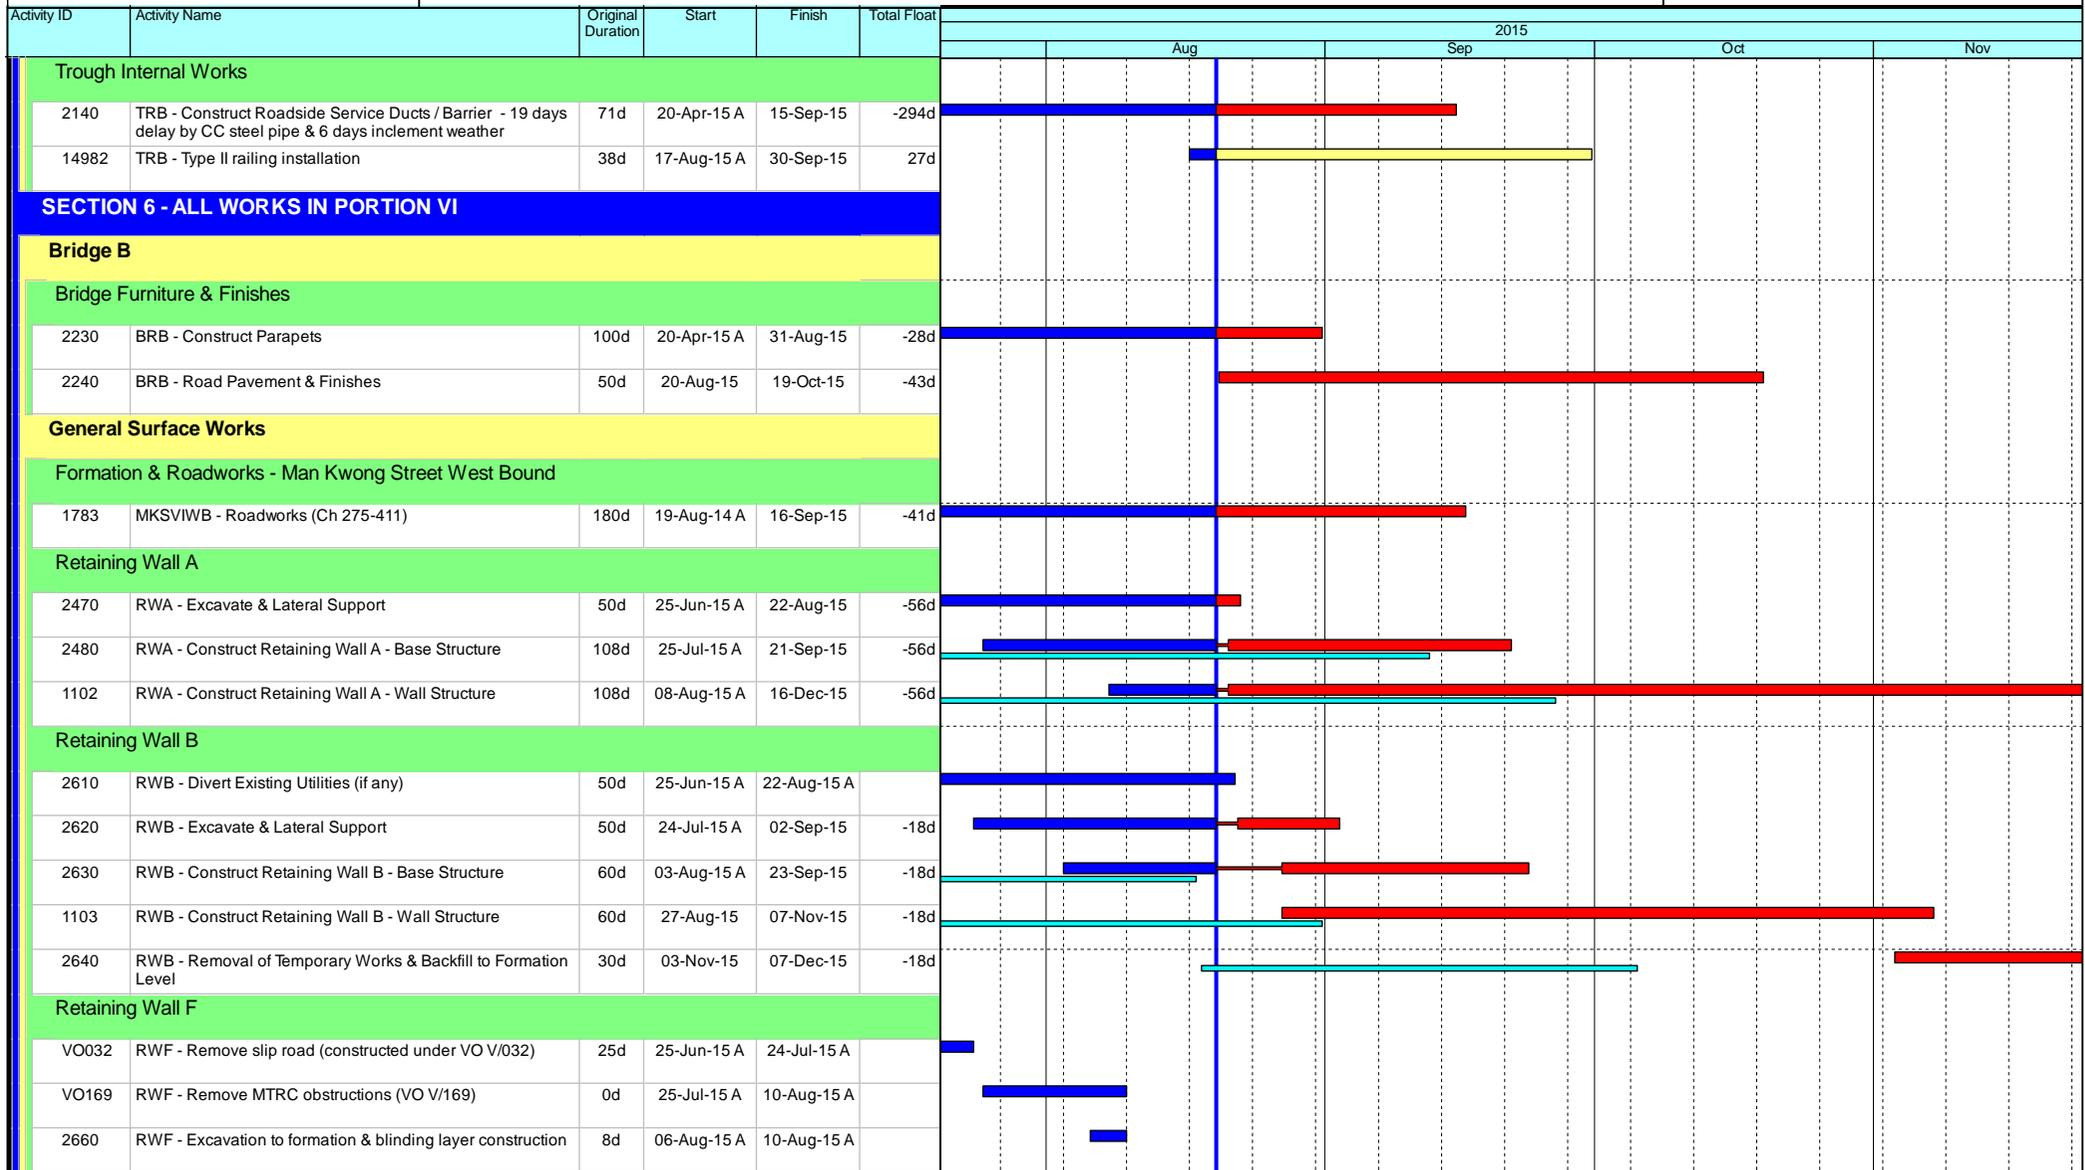 Activity ID Activity Name Original Duration Start Finish Total Float
2015
Aug Sep Oct Nov
Trough Internal Works
2140 TRB - Construct Roadside Service Ducts / Barrier - 19 days 71d 20-Apr-15 A 15-Sep-15 -294d
delay by CC steel pipe & 6 days inclement weather
14982 TRB - Type II railing installation 38d 17-Aug-15 A 30-Sep-15 27d
SECTION 6 - ALL WORKS IN PORTION VI
Bridge B
Bridge Furniture & Finishes
2230 BRB - Construct Parapets 100d 20-Apr-15 A 31-Aug-15 -28d
2240 BRB - Road Pavement & Finishes 50d 20-Aug-15 19-Oct-15 -43d
General Surface Works
Formation & Roadworks - Man Kwong Street West Bound
1783 MKSVIWB - Roadworks (Ch 275-411) 180d 19-Aug-14 A 16-Sep-15 -41d
Retaining Wall A
2470 RWA - Excavate & Lateral Support 50d 25-Jun-15 A 22-Aug-15 -56d
2480 RWA - Construct Retaining Wall A - Base Structure 108d 25-Jul-15 A 21-Sep-15 -56d
1102 RWA - Construct Retaining Wall A - Wall Structure 108d 08-Aug-15 A 16-Dec-15 -56d
Retaining Wall B
2610 RWB - Divert Existing Utilities (if any) 50d 25-Jun-15 A 22-Aug-15 A
2620 RWB - Excavate & Lateral Support 50d 24-Jul-15 A 02-Sep-15 -18d
2630 RWB - Construct Retaining Wall B - Base Structure 60d 03-Aug-15 A 23-Sep-15 -18d
1103 RWB - Construct Retaining Wall B - Wall Structure 60d 27-Aug-15 07-Nov-15 -18d
2640 RWB - Removal of Temporary Works & Backfill to Formation 30d 03-Nov-15 07-Dec-15 -18d
Level
Retaining Wall F
VO032 RWF - Remove slip road (constructed under VO V/032) 25d 25-Jun-15 A 24-Jul-15 A
VO169 RWF - Remove MTRC obstructions (VO V/169) 0d 25-Jul-15 A 10-Aug-15 A
2660 RWF - Excavation to formation & blinding layer construction 8d 06-Aug-15 A 10-Aug-15 A